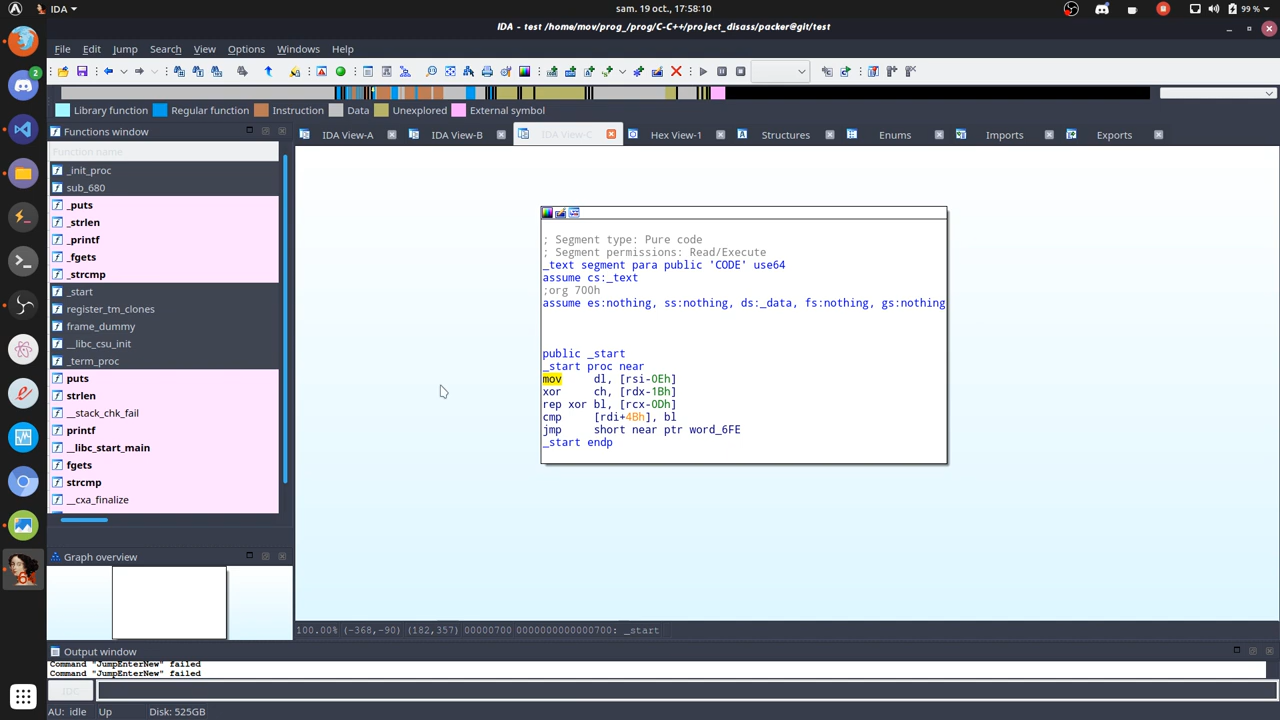 IDA
sam. 19 oct., 17:58:10
99 %
IDA - test /home/mov/prog_/prog/C-C++/project_disass/packer@git/test
File Edit Jump Search View Options Windows Help
Library function Regular function Instruction Data Unexplored External symbol
Functions window
IDA View-A IDA View-B IDA View-C Hex View-1 Structures Enums Imports Exports
Function name
_init_proc
sub_680
_puts
_strlen
_printf
_fgets
_strcmp
_start
register_tm_clones
frame_dummy
__libc_csu_init
_term_proc
puts
strlen
__stack_chk_fail
printf
__libc_start_main
fgets
strcmp
__cxa_finalize
2
; Segment type: Pure code
; Segment permissions: Read/Execute
_text segment para public 'CODE' use64
assume cs:_text
;org 700h
assume es:nothing, ss:nothing, ds:_data, fs:nothing, gs:nothing
public _start
_start proc near
mov dl, [rsi-0Eh]
xor ch, [rdx-1Bh]
rep xor bl, [rcx-0Dh]
cmp [rdi+4Bh], bl
jmp short near ptr word_6FE
_start endp
Graph overview
100.00% (-368,-90) (182,357) 00000700 0000000000000700: _start
Output window
Command "JumpEnterNew" failed
Command "JumpEnterNew" failed
IDC
AU: idle Up Disk: 525GB